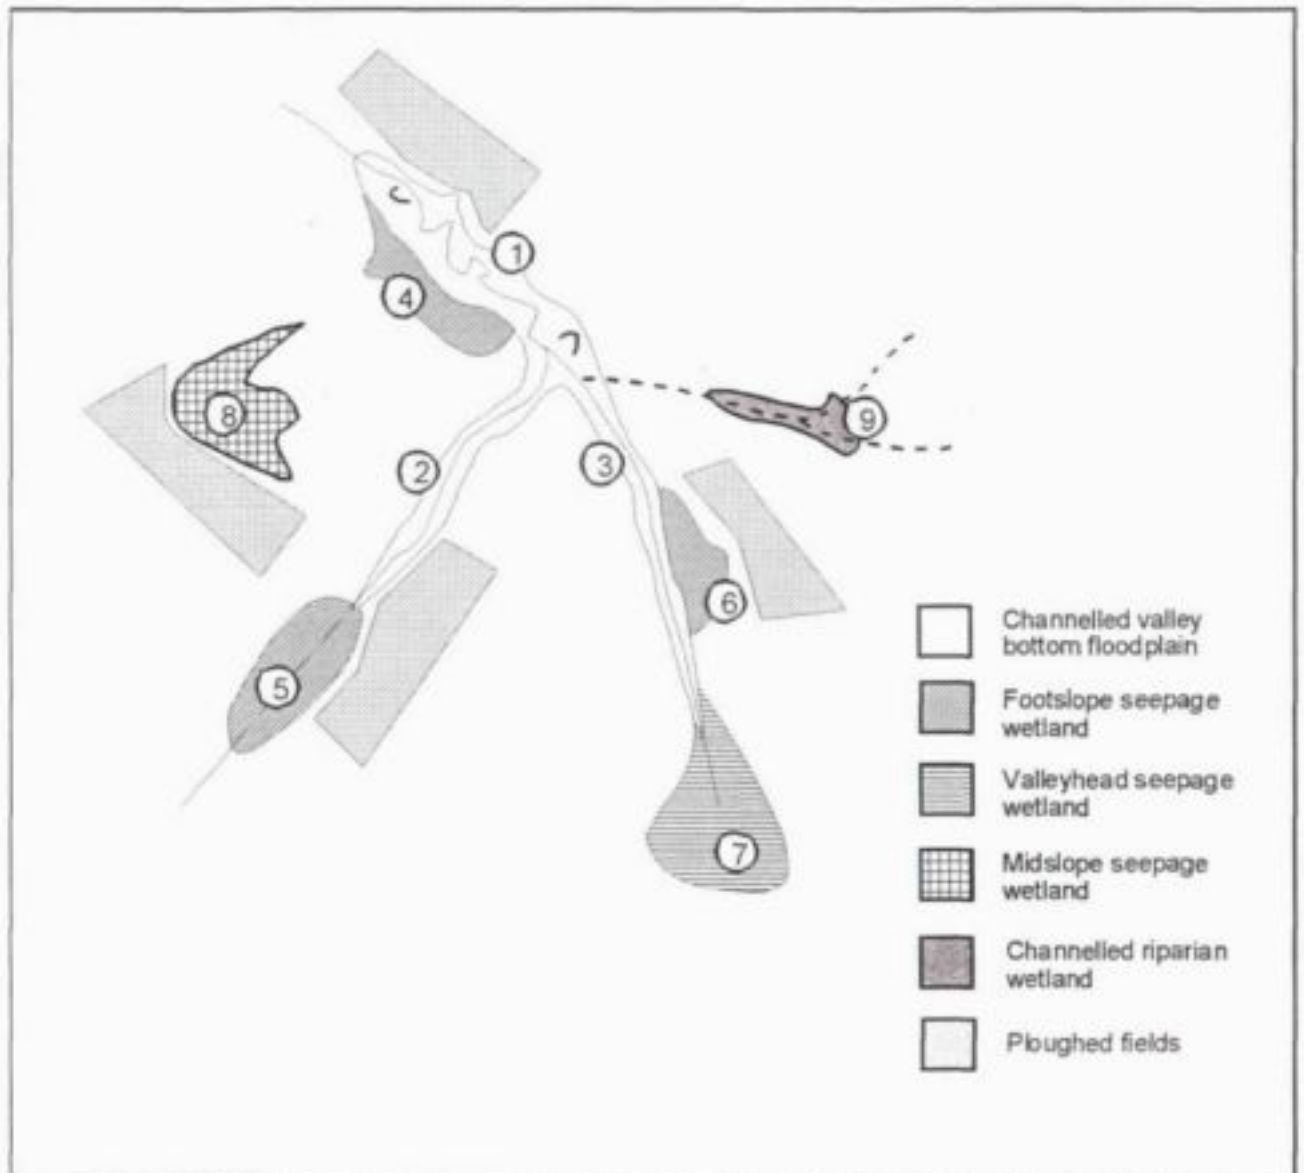 1
4
8
9
2
3
6
5
7
Channelled valley
bottom floodplain
Footslope seepage
wetland
Valleyhead seepage
wetland
Midslope seepage
wetland
Channelled riparian
wetland
Ploughed fields